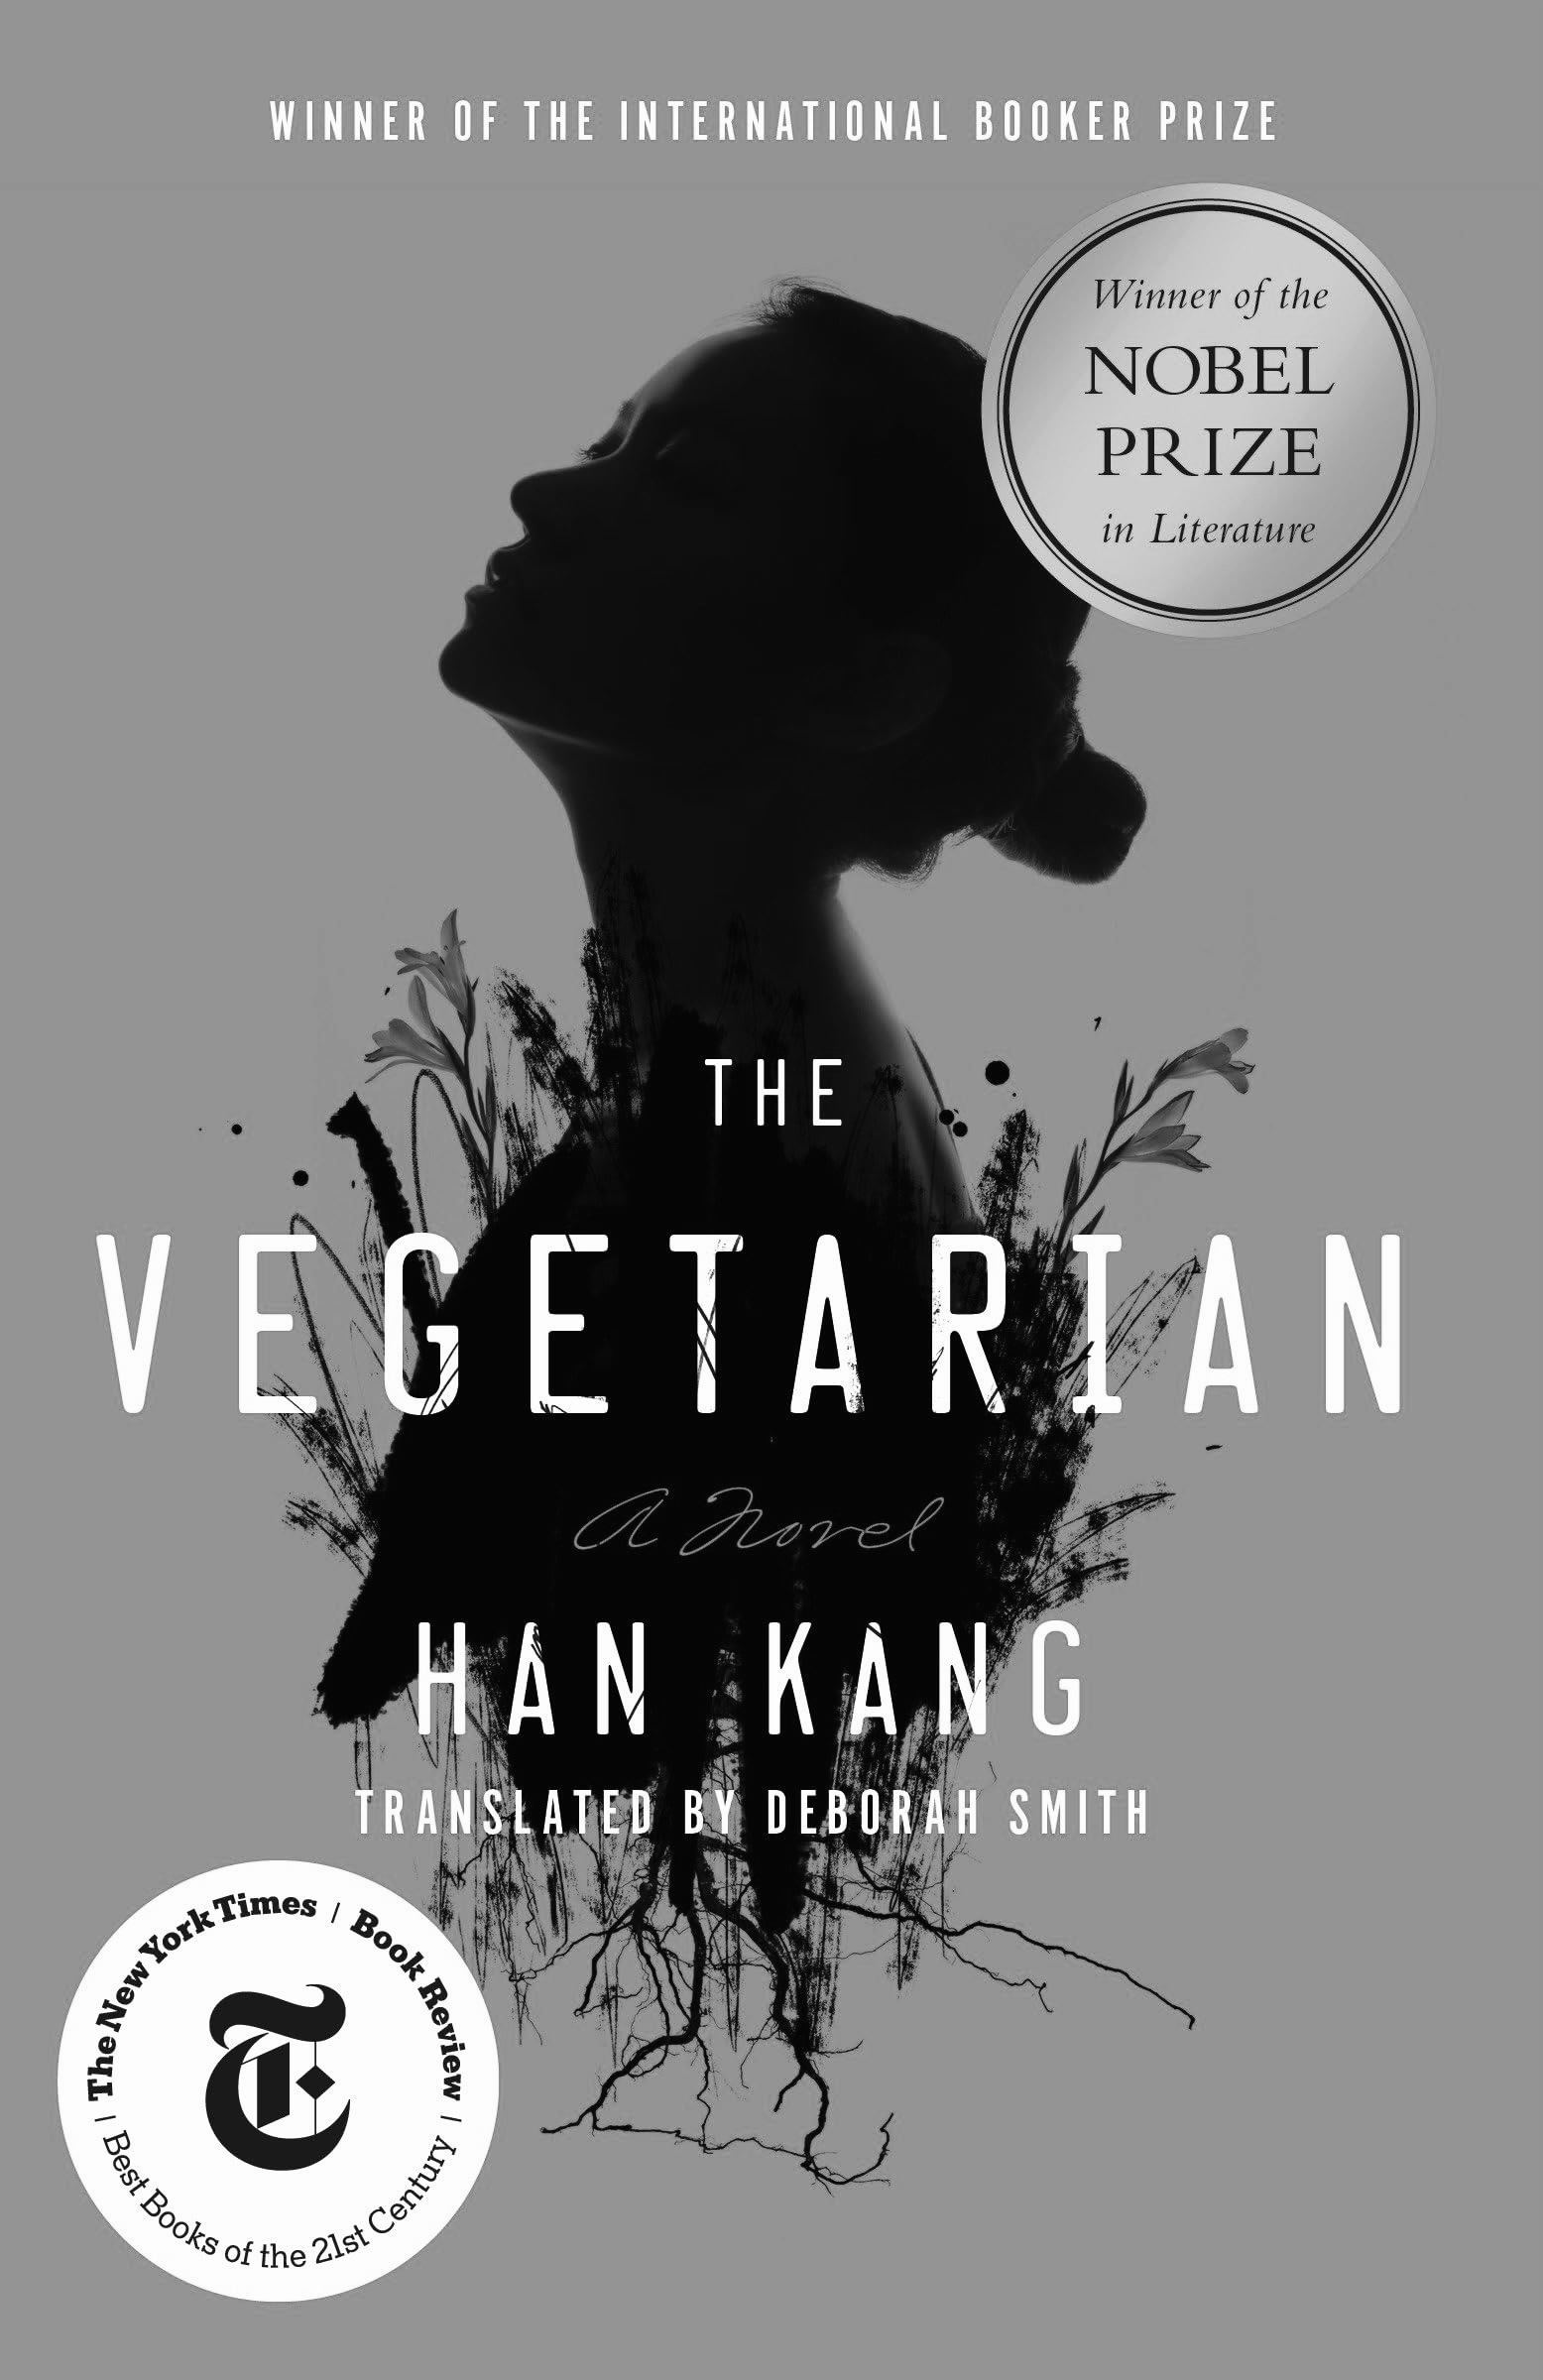 WINNER OF THE INTERNATIONAL BOOKER PRIZE
Winner of the
NOBEL
PRIZE
in Literature
THE
VEGETARIAN
a Novel
HAN KANG
TRANSLATED BY DEBORAH SMITH
The New York Times | Book Review |
T
| Best Books of the 21st Century